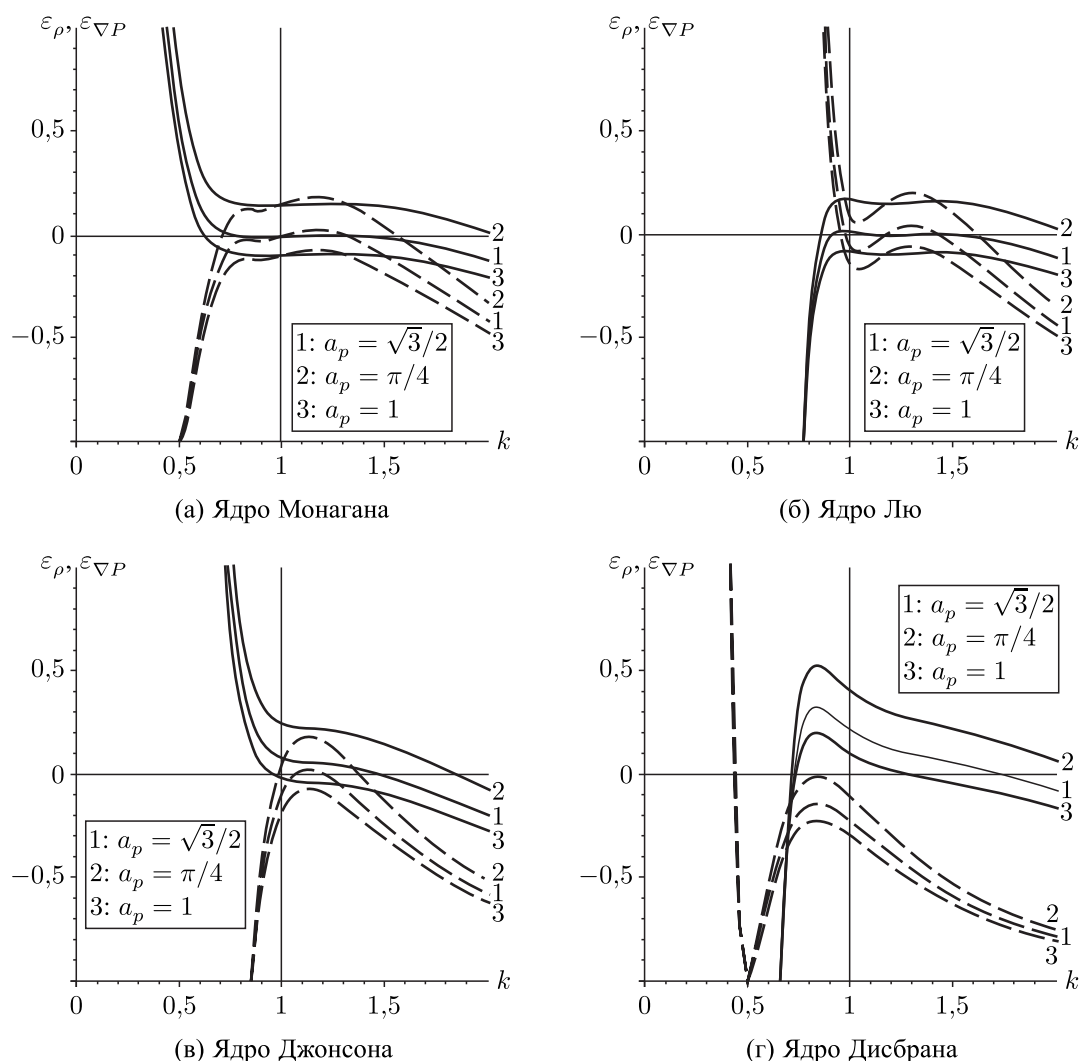 ε_ρ, ε_∇P
0,5
0
−0,5
2
1
3
2
1
3
1: a_p = √3/2
2: a_p = π/4
3: a_p = 1
k
0
0,5
1
1,5
(а) Ядро Монагана
ε_ρ, ε_∇P
0,5
0
−0,5
2
1
3
2
1
3
1: a_p = √3/2
2: a_p = π/4
3: a_p = 1
k
0
0,5
1
1,5
(б) Ядро Лю
ε_ρ, ε_∇P
0,5
0
−0,5
2
1
3
2
1
3
1: a_p = √3/2
2: a_p = π/4
3: a_p = 1
k
0
0,5
1
1,5
(в) Ядро Джонсона
ε_ρ, ε_∇P
1: a_p = √3/2
2: a_p = π/4
3: a_p = 1
0,5
0
−0,5
2
1
3
2
1
3
k
0
0,5
1
1,5
(г) Ядро Дисбрана